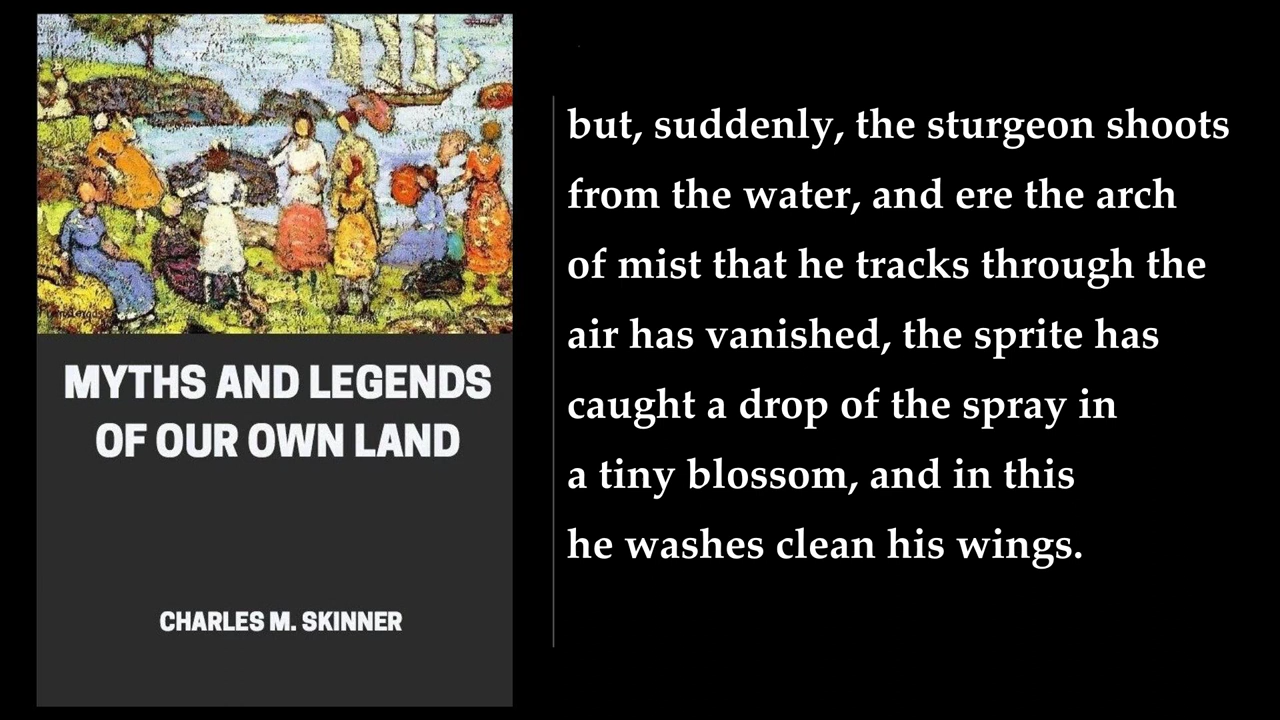 MYTHS AND LEGENDS
OF OUR OWN LAND
CHARLES M. SKINNER
but, suddenly, the sturgeon shoots
from the water, and ere the arch
of mist that he tracks through the
air has vanished, the sprite has
caught a drop of the spray in
a tiny blossom, and in this
he washes clean his wings.